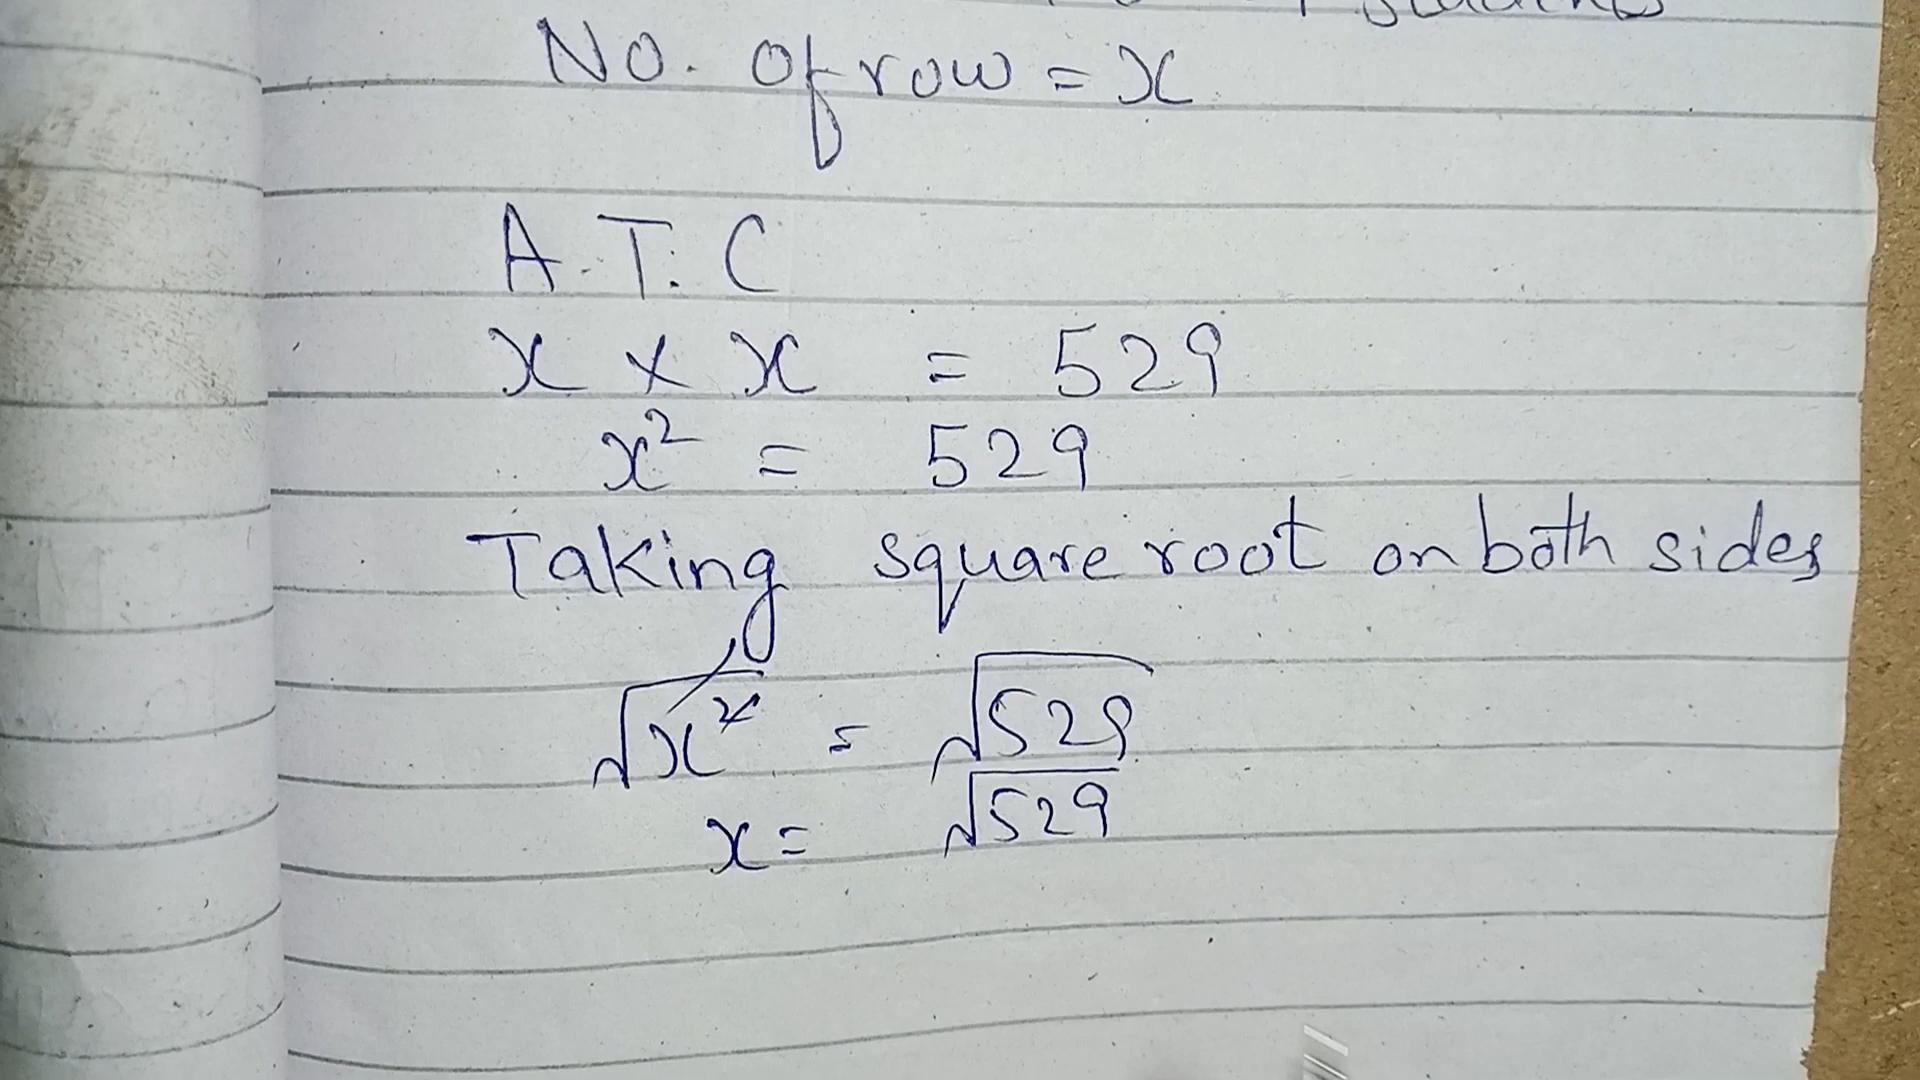 No. of row = x
A.T.C
x × x = 529
x² = 529
Taking square root on both sides
√x² = √529
x = √529